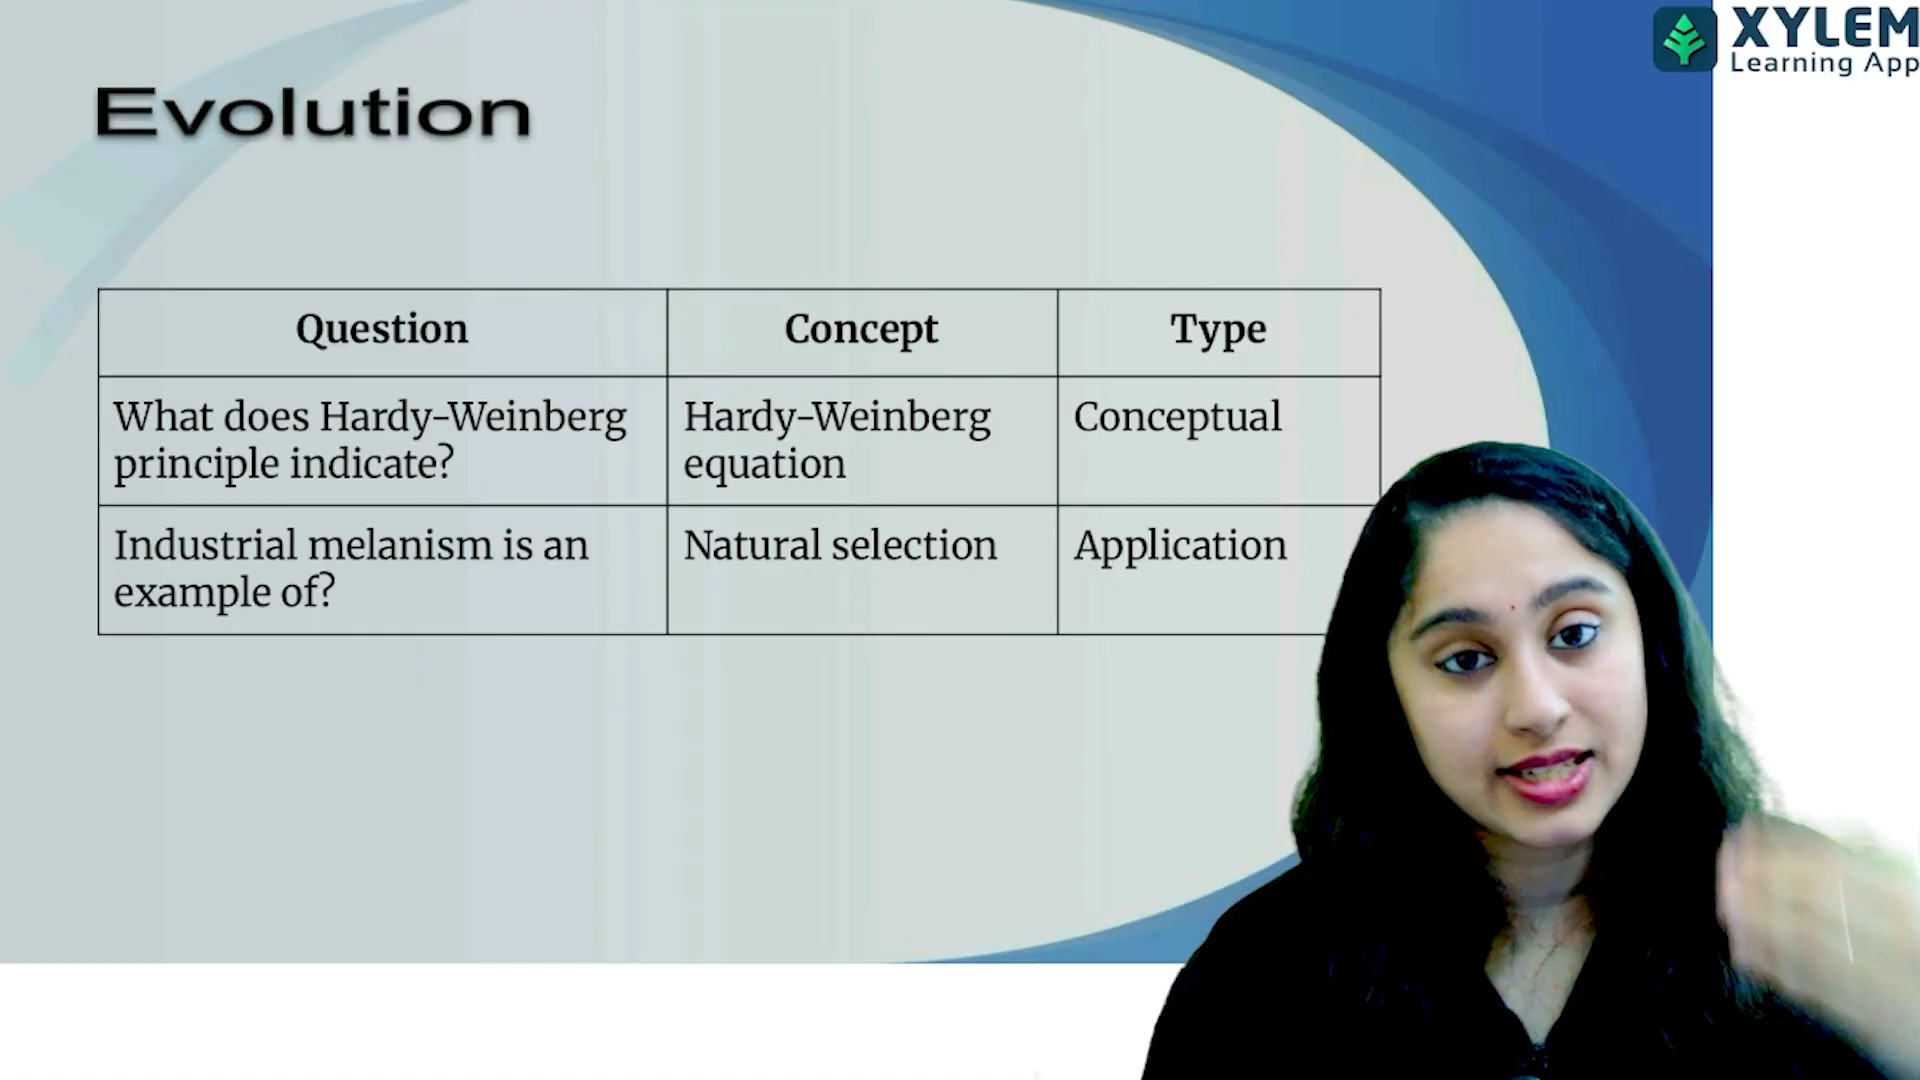 XYLEM
Learning App
Evolution
Question
Concept
Type
What does Hardy-Weinberg
principle indicate?
Hardy-Weinberg
equation
Conceptual
Industrial melanism is an
example of?
Natural selection
Application